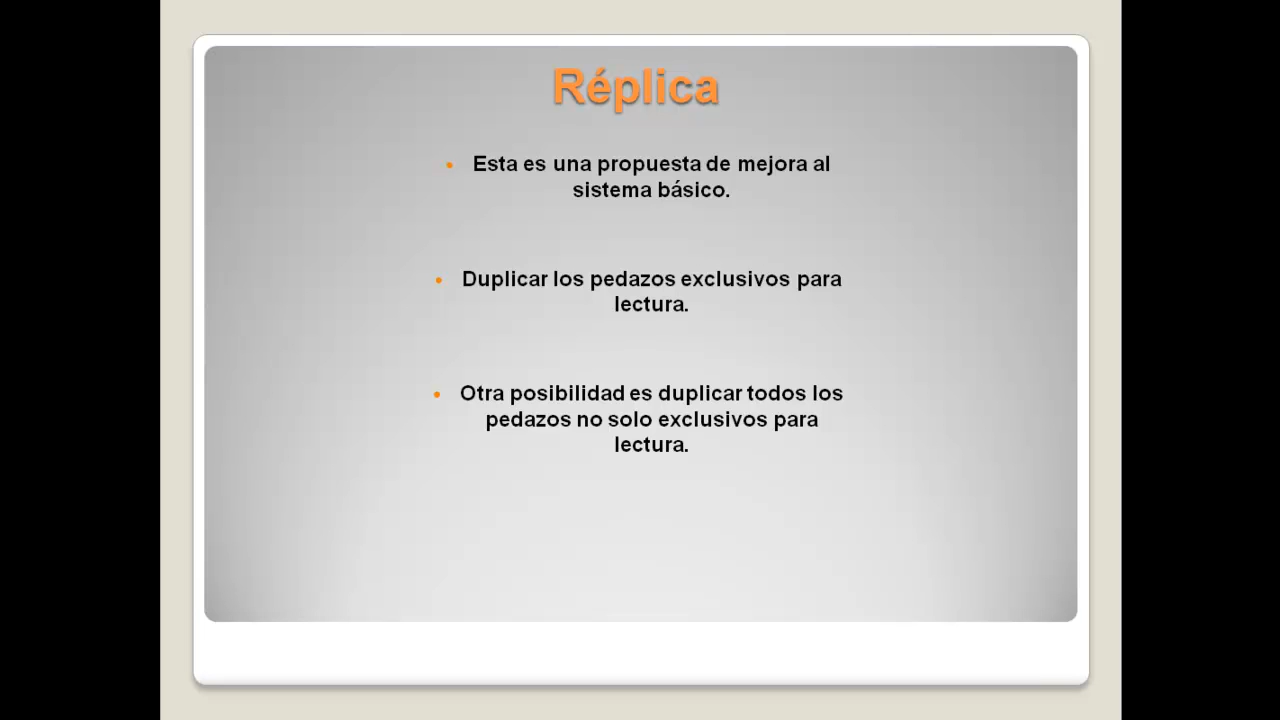 Réplica
• Esta es una propuesta de mejora al
sistema básico.
• Duplicar los pedazos exclusivos para
lectura.
• Otra posibilidad es duplicar todos los
pedazos no solo exclusivos para
lectura.